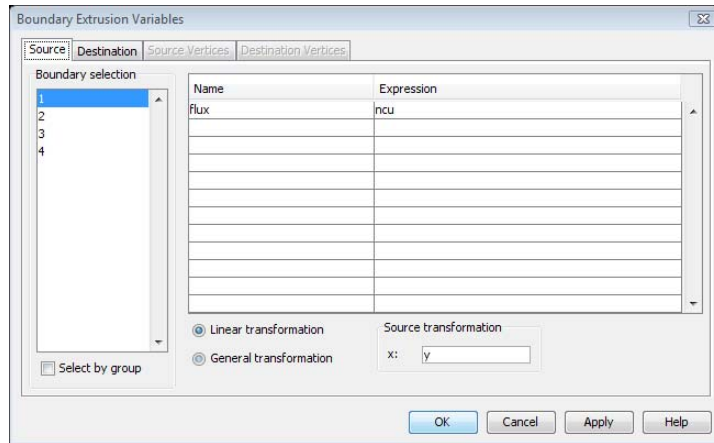 Boundary Extrusion Variables
Source Destination Source Vertices Destination Vertices
Boundary selection
1
2
3
4
Select by group
Name Expression
flux ncu
Linear transformation
General transformation
Source transformation
x: y
OK Cancel Apply Help